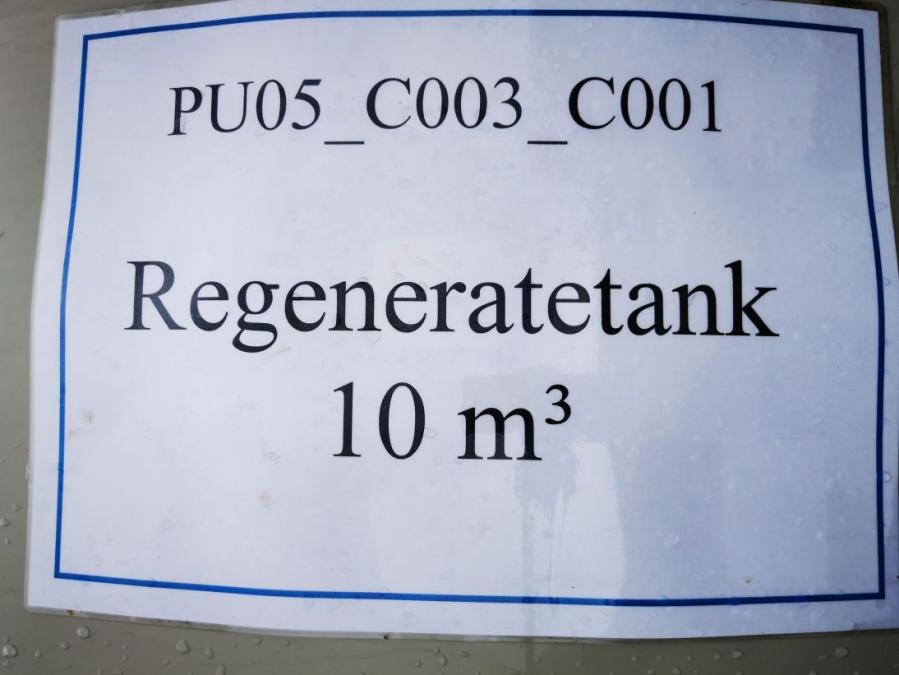 PU05_C003_C001
Regeneratetank
10 m³